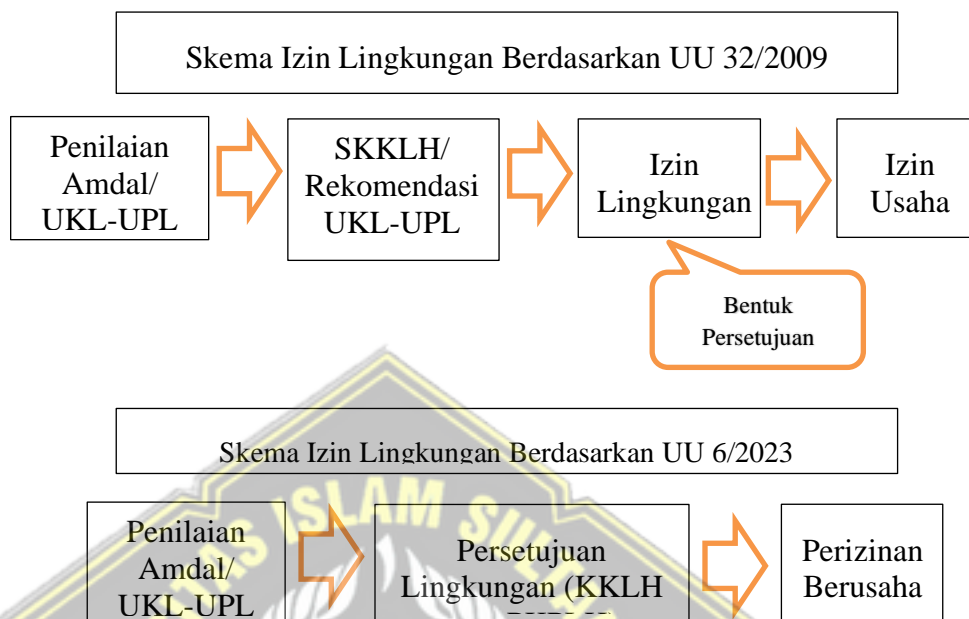 Skema Izin Lingkungan Berdasarkan UU 32/2009
Penilaian
Amdal/
UKL-UPL
SKKLH/
Rekomendasi
UKL-UPL
Izin
Lingkungan
Izin
Usaha
Bentuk
Persetujuan
Skema Izin Lingkungan Berdasarkan UU 6/2023
Penilaian
Amdal/
UKL-UPL
Persetujuan
Lingkungan (KKLH
Perizinan
Berusaha
ISLAM